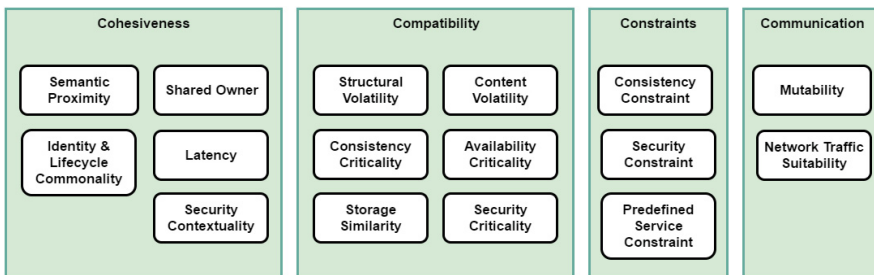 Cohesiveness
Semantic
Proximity
Shared Owner
Identity &
Lifecycle
Commonality
Latency
Security
Contextuality
Compatibility
Structural
Volatility
Content
Volatility
Consistency
Criticality
Availability
Criticality
Storage
Similarity
Security
Criticality
Constraints
Consistency
Constraint
Security
Constraint
Predefined
Service
Constraint
Communication
Mutability
Network Traffic
Suitability